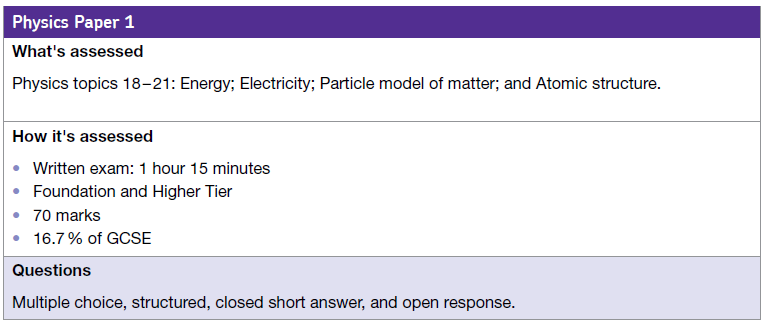 Physics Paper 1
What's assessed
Physics topics 18–21: Energy; Electricity; Particle model of matter; and Atomic structure.
How it's assessed
• Written exam: 1 hour 15 minutes
• Foundation and Higher Tier
• 70 marks
• 16.7% of GCSE
Questions
Multiple choice, structured, closed short answer, and open response.